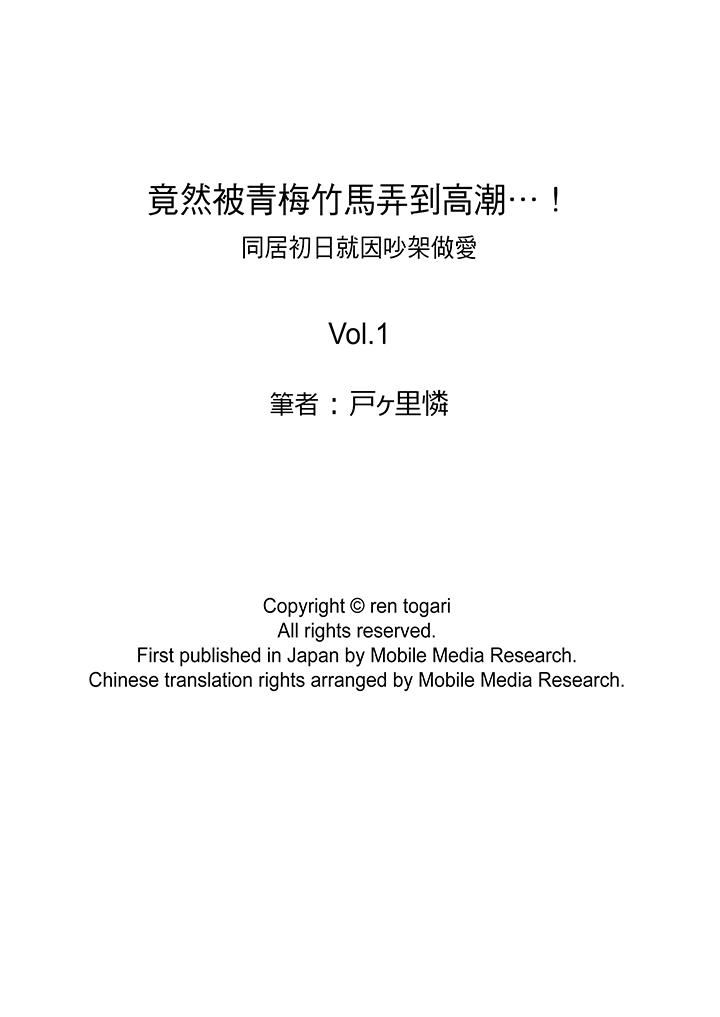 竟然被青梅竹馬弄到高潮…！
同居初日就因吵架做愛
Vol.1
筆者：戸ヶ里憐
Copyright © ren togari
All rights reserved.
First published in Japan by Mobile Media Research.
Chinese translation rights arranged by Mobile Media Research.